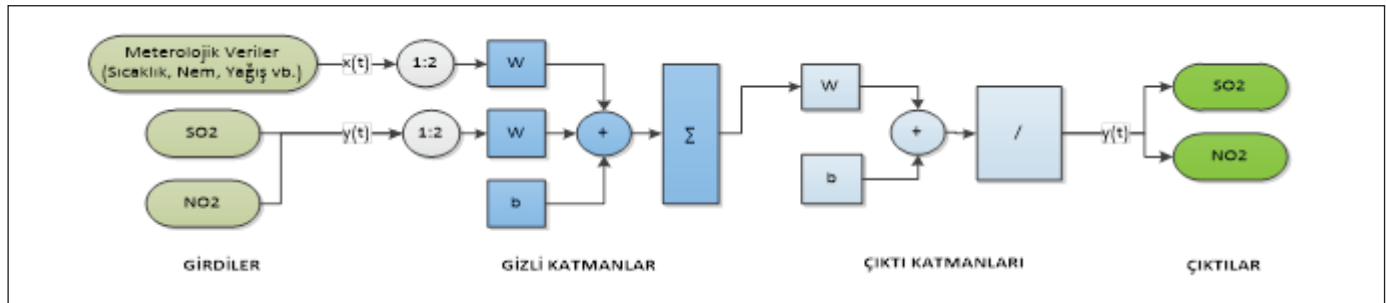 Meterolojik Veriler
(Sıcaklık, Nem, Yağış vb.)
x(t)
1:2
W
SO2
y(t)
1:2
W
+
Σ
NO2
b
W
+
b
/
y(t)
SO2
NO2
GİRDİLER
GİZLİ KATMANLAR
ÇIKTI KATMANLARI
ÇIKTILAR